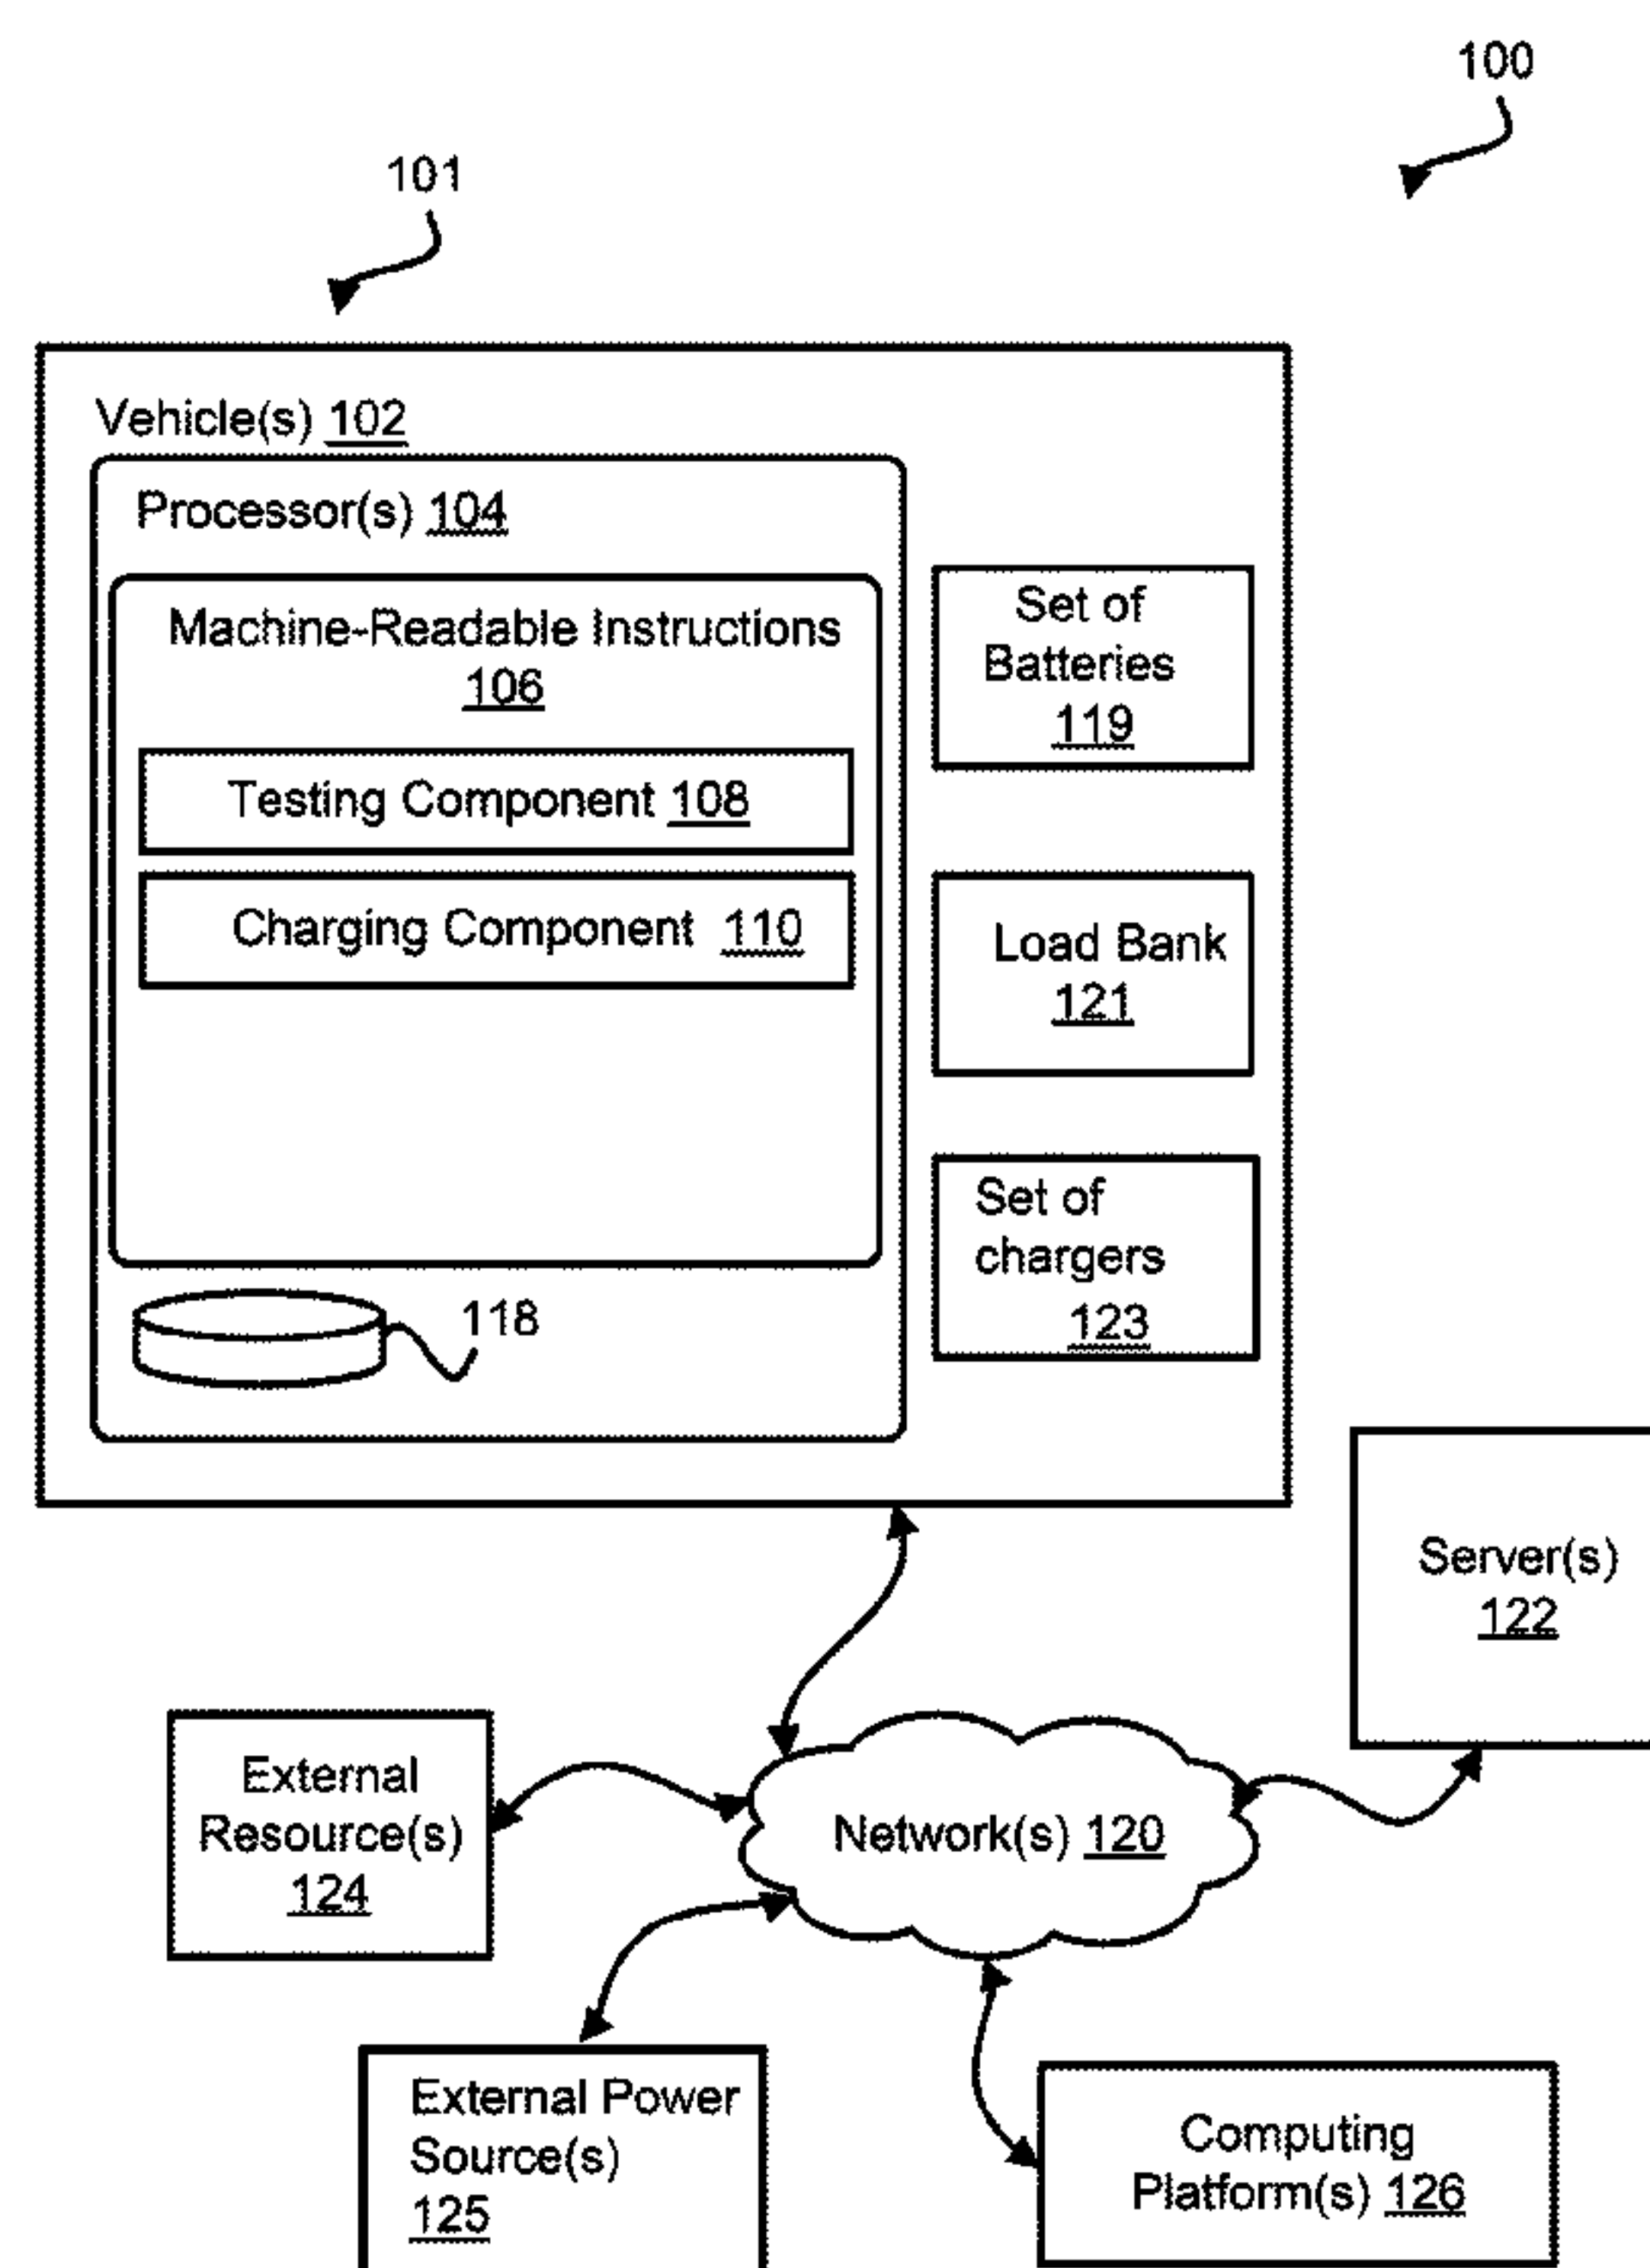 100
101
Vehicle(s) 102
Processor(s) 104
Machine-Readable Instructions
106
Testing Component 108
Charging Component 110
118
Set of
Batteries
119
Load Bank
121
Set of
chargers
123
Server(s)
122
External
Resource(s)
124
Network(s) 120
External Power
Source(s)
125
Computing
Platform(s) 126